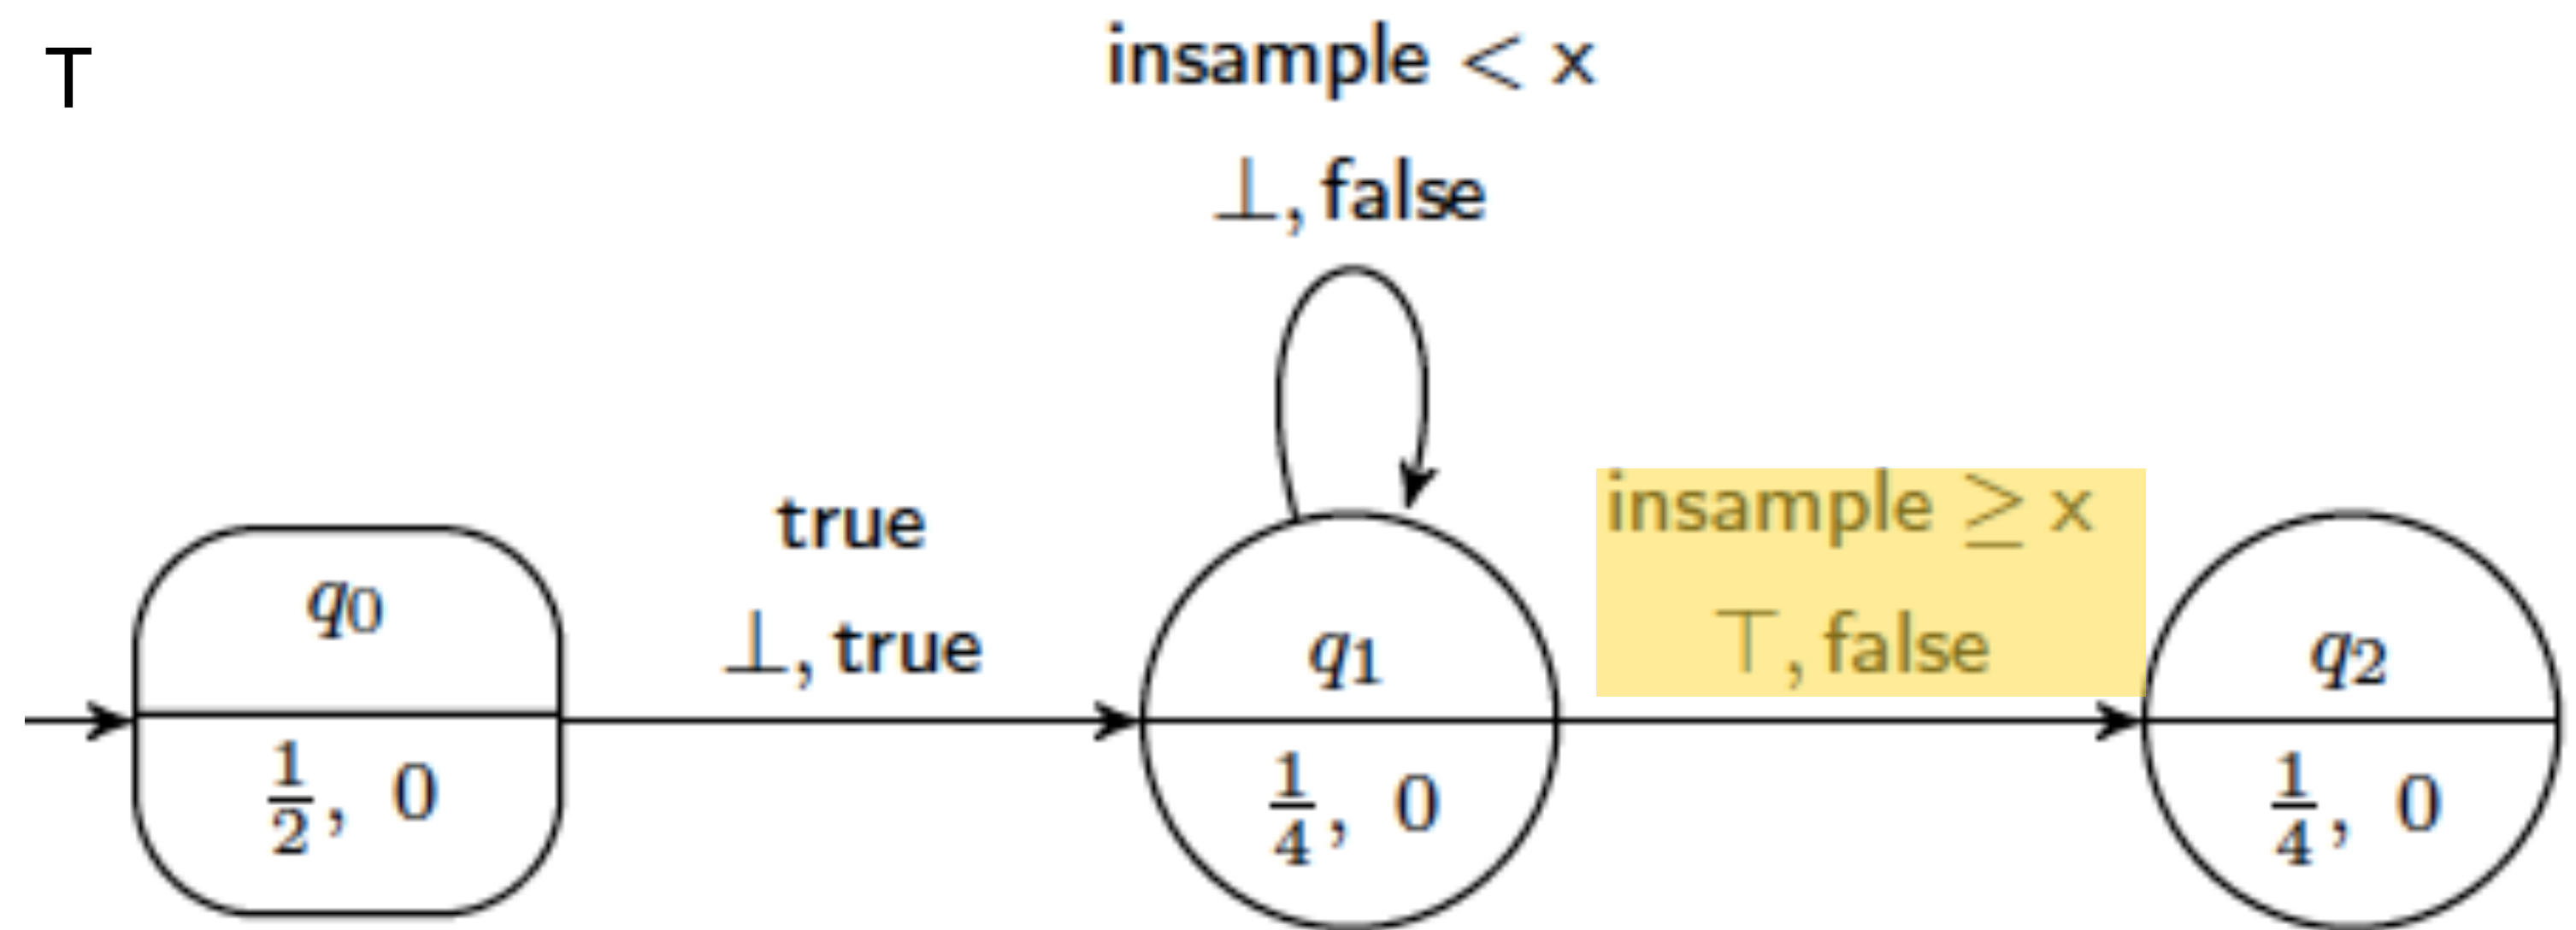 T
insample < x
⊥, false
true
⊥, true
insample ≥ x
⊤, false
q0
1/2, 0
q1
1/4, 0
q2
1/4, 0